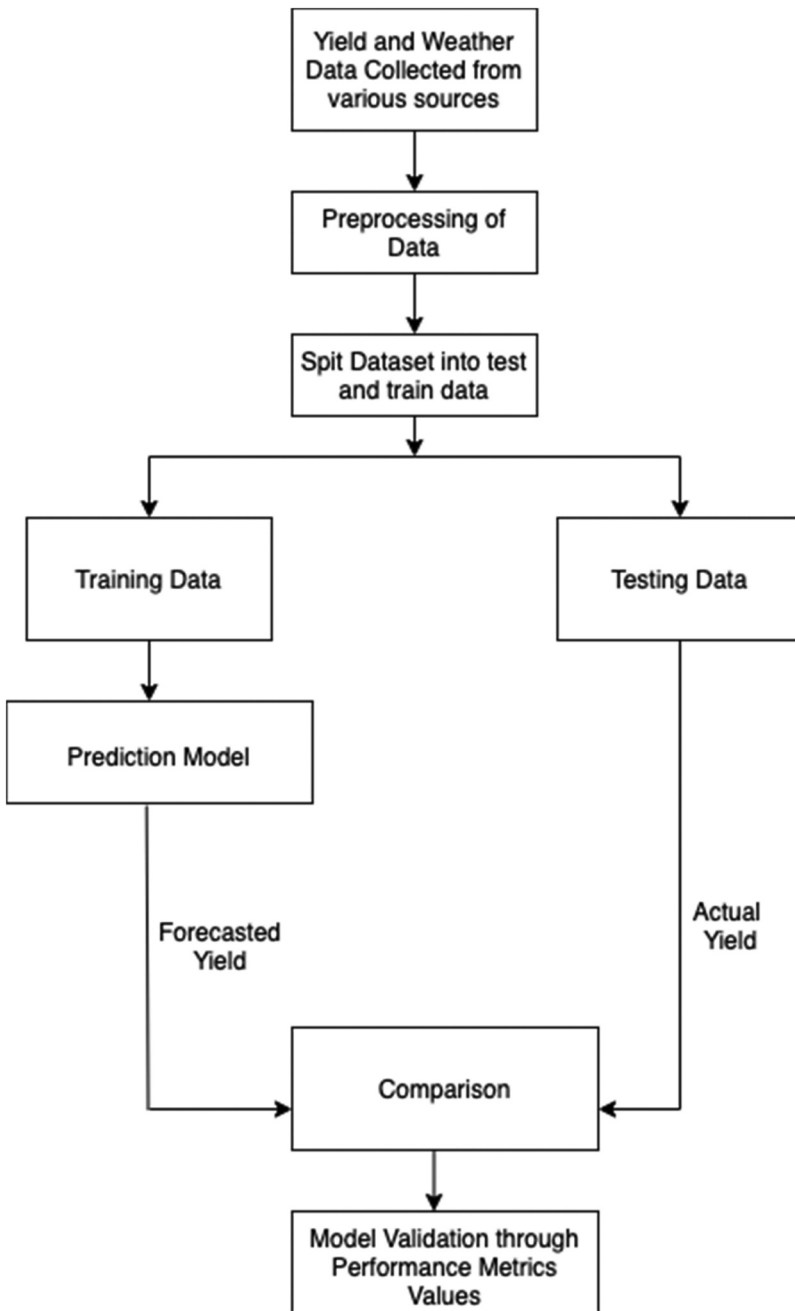 Yield and Weather
Data Collected from
various sources
Preprocessing of
Data
Spit Dataset into test
and train data
Training Data
Testing Data
Prediction Model
Forecasted
Yield
Actual
Yield
Comparison
Model Validation through
Performance Metrics
Values